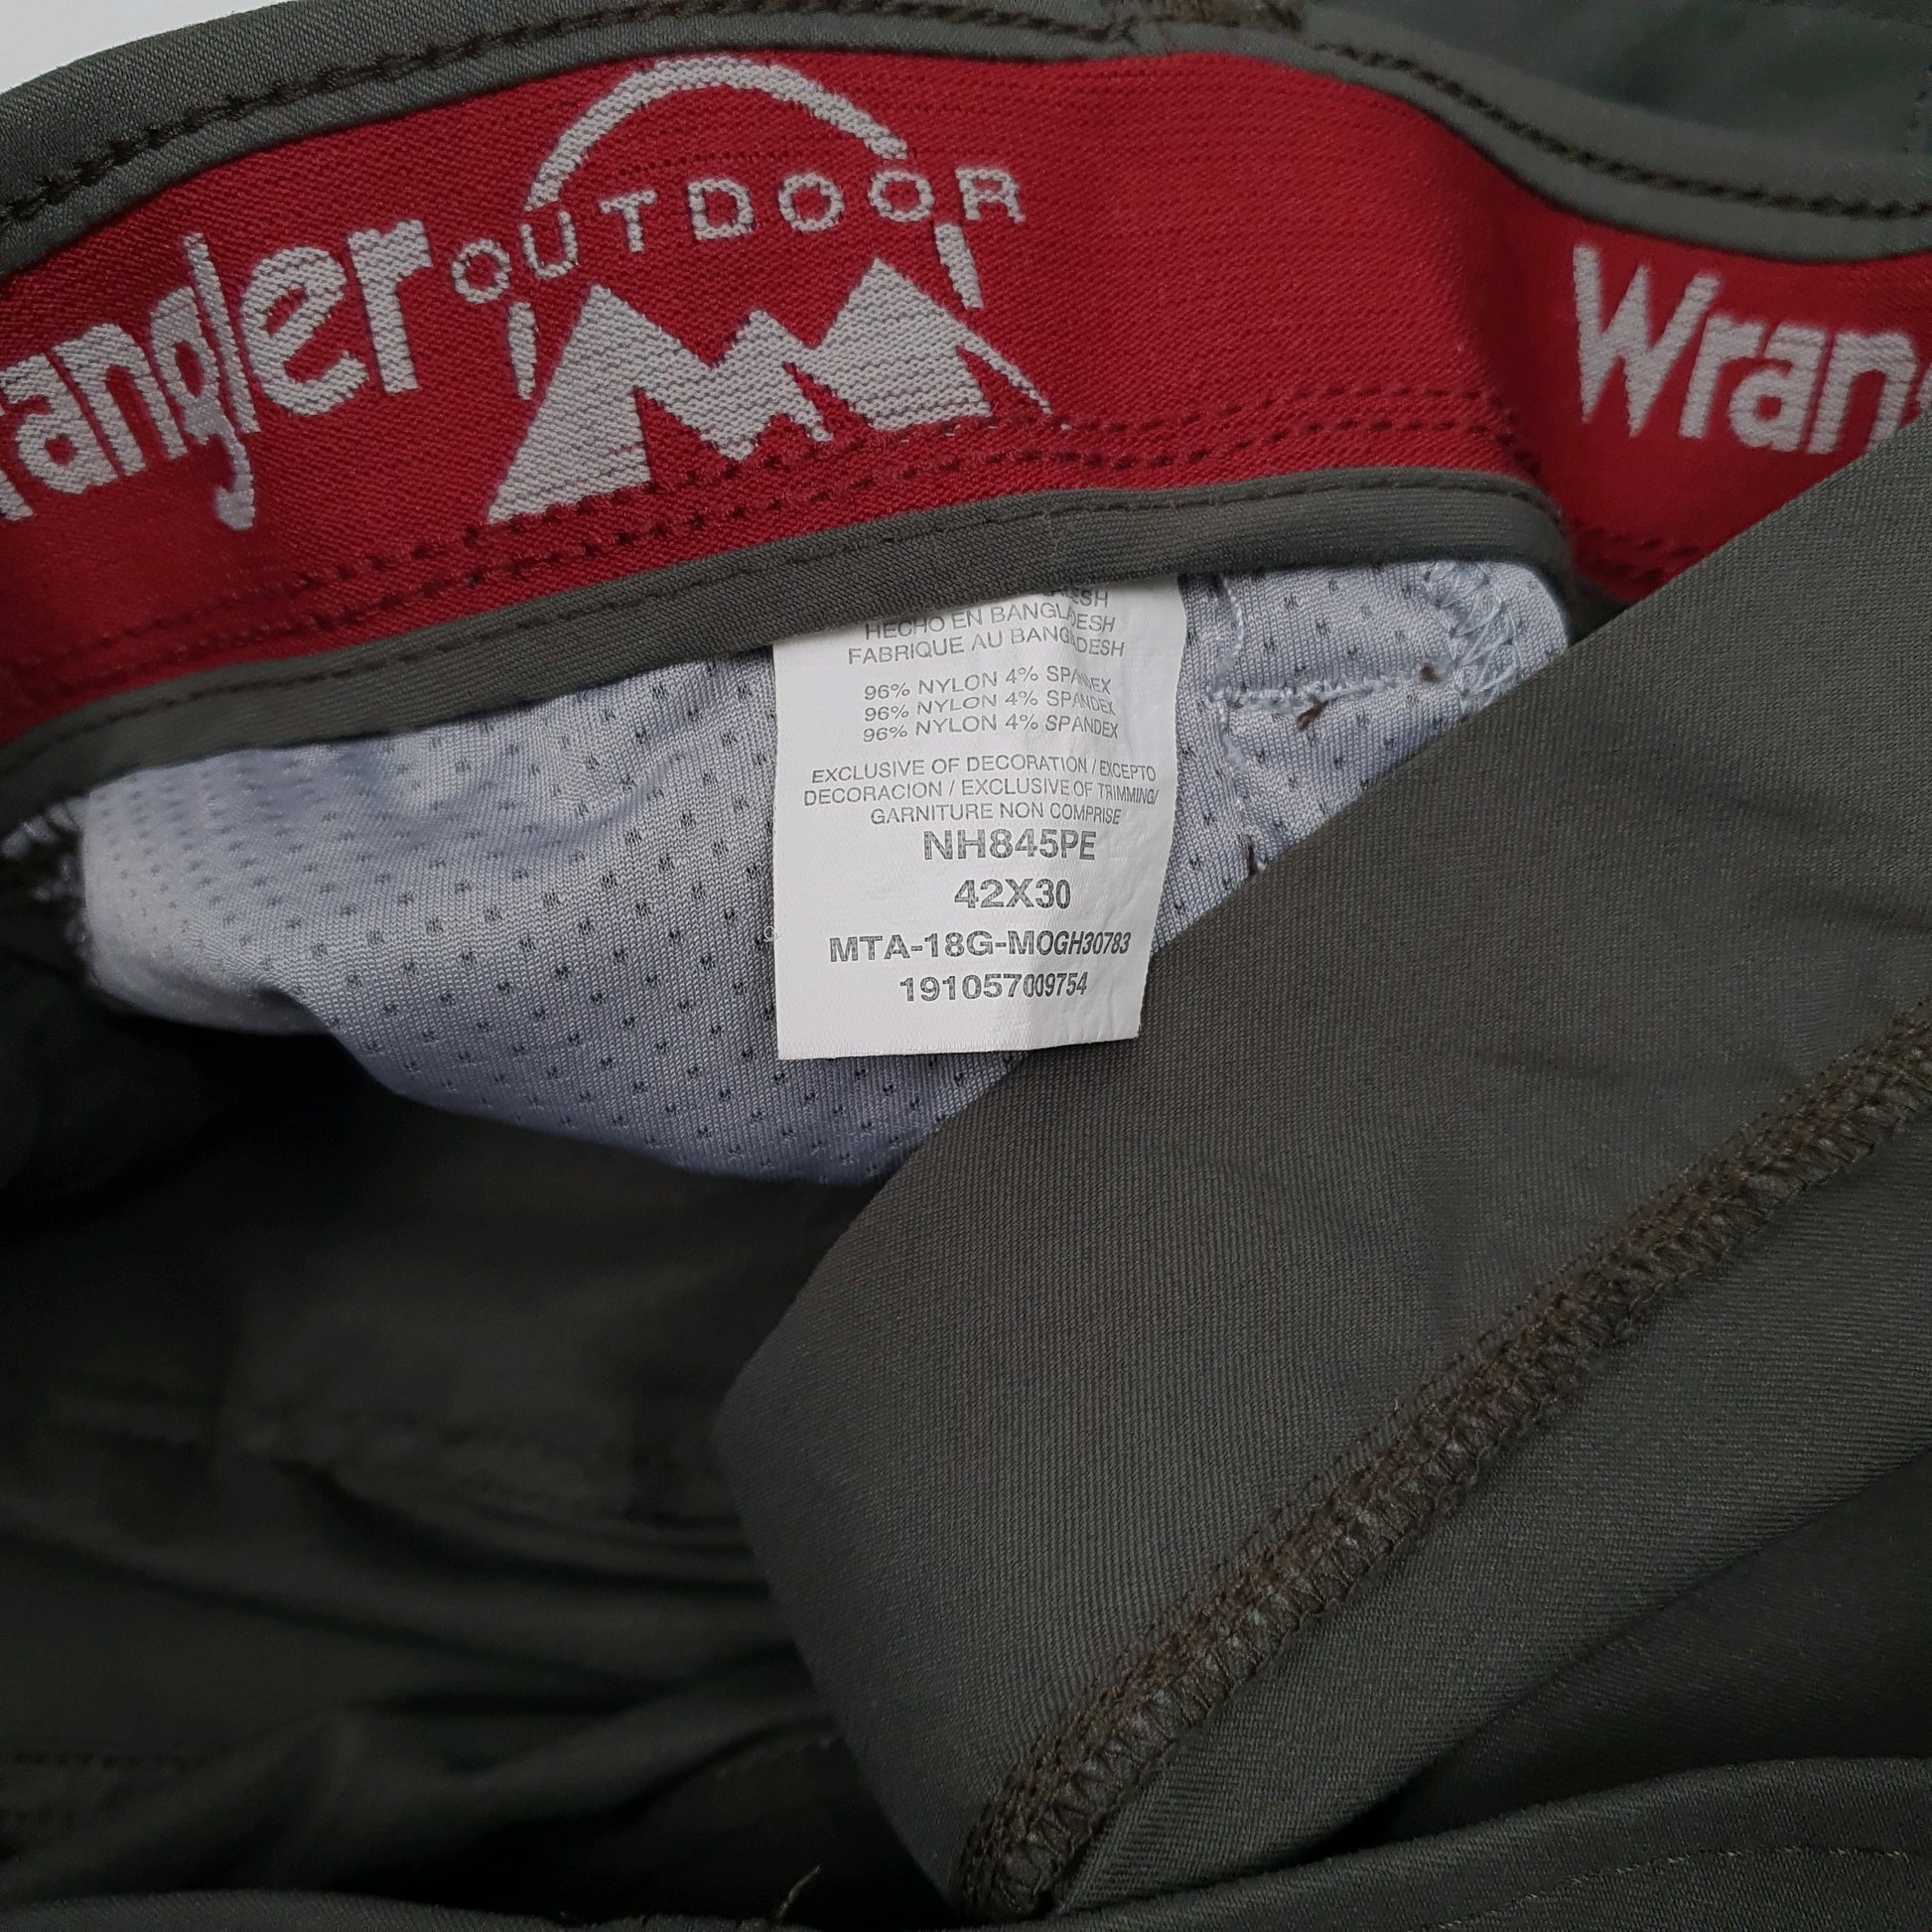 rangler OUTDOOR
Wrang
HECHO EN BANGLADESH
FABRIQUE AU BANGLADESH
96% NYLON 4% SPANDEX
96% NYLON 4% SPANDEX
96% NYLON 4% SPANDEX
EXCLUSIVE OF DECORATION / EXCEPTO
DECORACION / EXCLUSIVE OF TRIMMING/
GARNITURE NON COMPRISE
NH845PE
42X30
MTA-18G-MOGH30783
191057009754